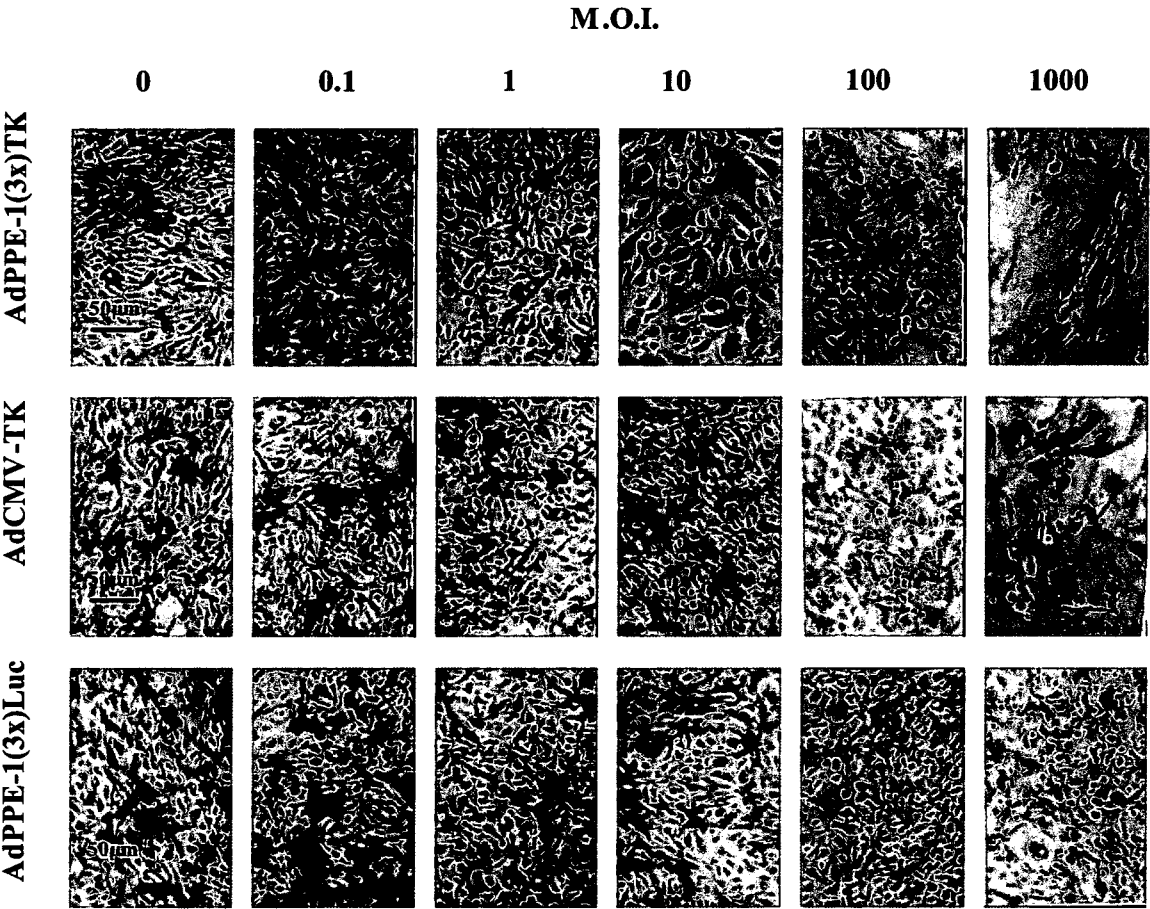 M.O.I.
0 0.1 1 10 100 1000
AdPPE-1(3x)TK
50µm
AdCMV-TK
50µm
AdPPE-1(3x)Luc
50µm